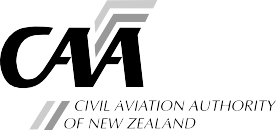 CAA
CIVIL AVIATION AUTHORITY
OF NEW ZEALAND